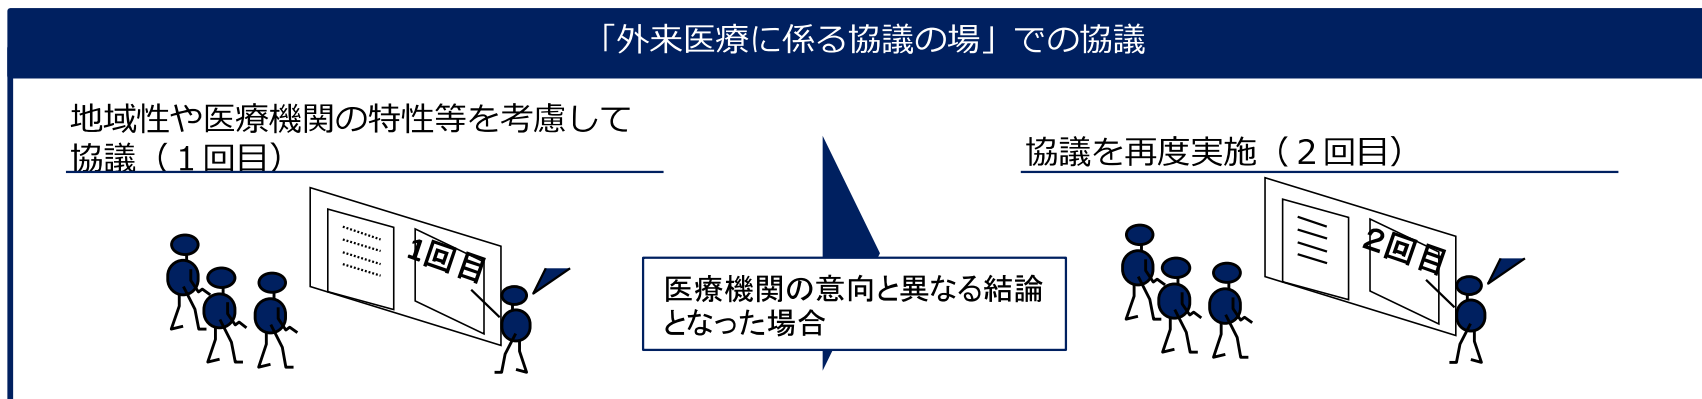 「外来医療に係る協議の場」での協議
地域性や医療機関の特性等を考慮して
協議（１回目）
1回目
医療機関の意向と異なる結論
となった場合
協議を再度実施（２回目）
2回目